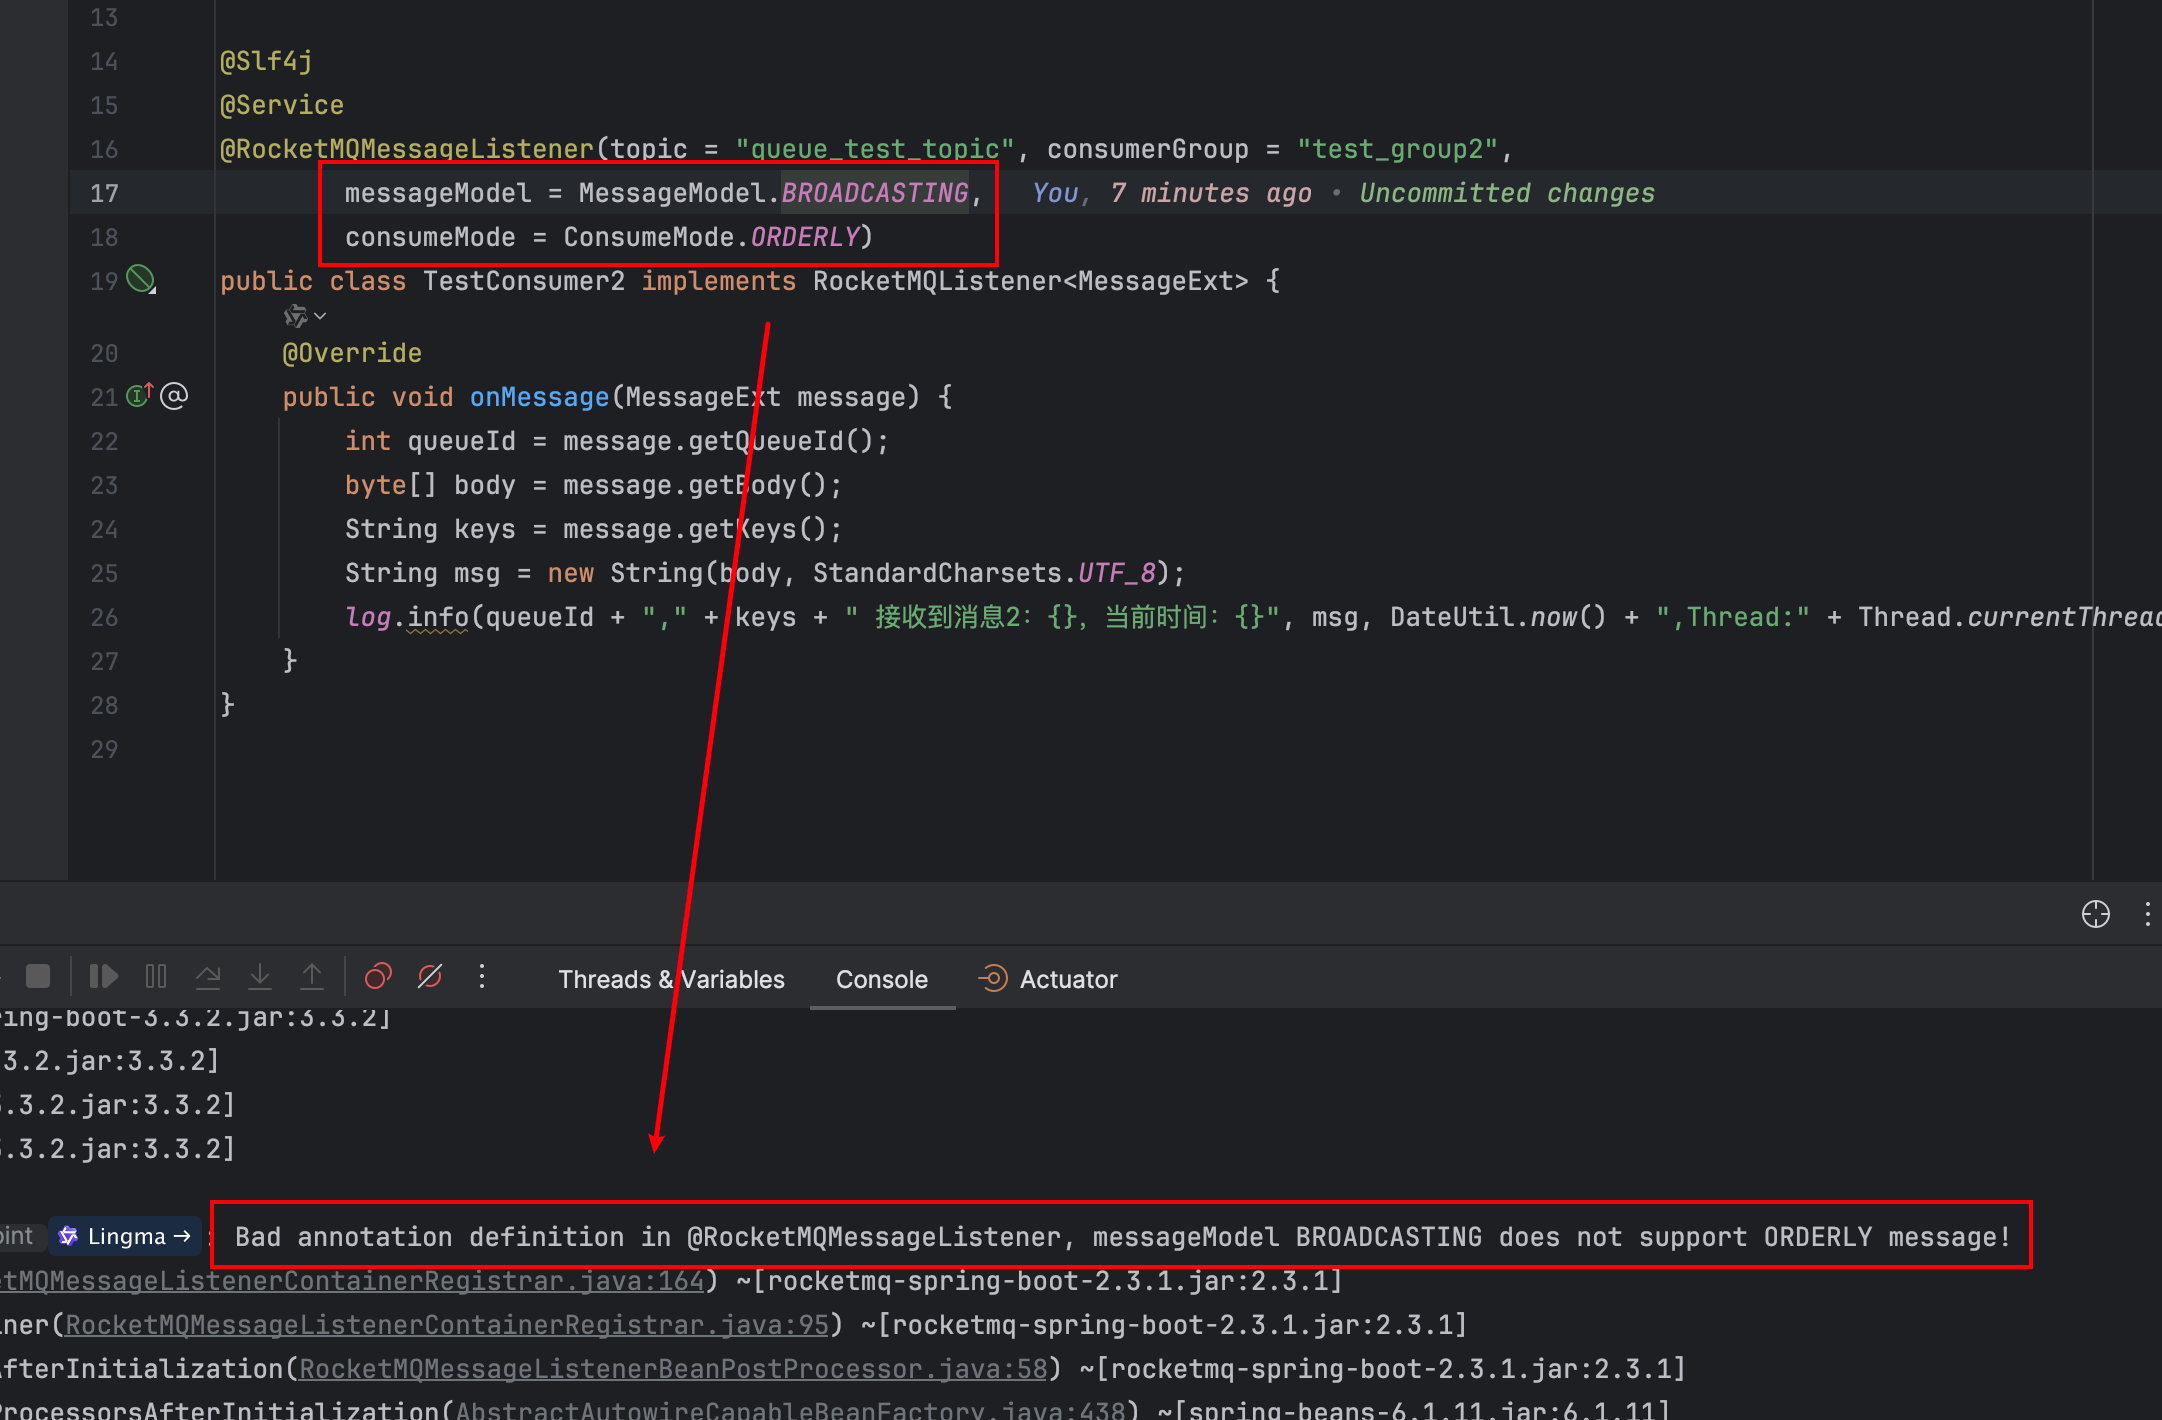 13
14 @Slf4j
15 @Service
16 @RocketMQMessageListener(topic = "queue_test_topic", consumerGroup = "test_group2",
17 messageModel = MessageModel.BROADCASTING, You, 7 minutes ago • Uncommitted changes
18 consumeMode = ConsumeMode.ORDERLY)
19 public class TestConsumer2 implements RocketMQListener<MessageExt> {
20 @Override
21 public void onMessage(MessageExt message) {
22 int queueId = message.getQueueId();
23 byte[] body = message.getBody();
24 String keys = message.getKeys();
25 String msg = new String(body, StandardCharsets.UTF_8);
26 log.info(queueId + "," + keys + " 接收到消息2: {}, 当前时间: {}", msg, DateUtil.now() + ",Thread:" + Thread.currentThread
27 }
28 }
29
Threads & Variables Console Actuator
ring-boot-3.3.2.jar:3.3.2]
3.2.jar:3.3.2]
.3.2.jar:3.3.2]
.3.2.jar:3.3.2]
oint Lingma → : Bad annotation definition in @RocketMQMessageListener, messageModel BROADCASTING does not support ORDERLY message!
etMQMessageListenerContainerRegistrar.java:164) ~[rocketmq-spring-boot-2.3.1.jar:2.3.1]
ner(RocketMQMessageListenerContainerRegistrar.java:95) ~[rocketmq-spring-boot-2.3.1.jar:2.3.1]
AfterInitialization(RocketMQMessageListenerBeanPostProcessor.java:58) ~[rocketmq-spring-boot-2.3.1.jar:2.3.1]
ProcessorsAfterInitialization(AbstractAutowireCapableBeanFactory.java:438) ~[spring-beans-6.1.11.jar:6.1.11]